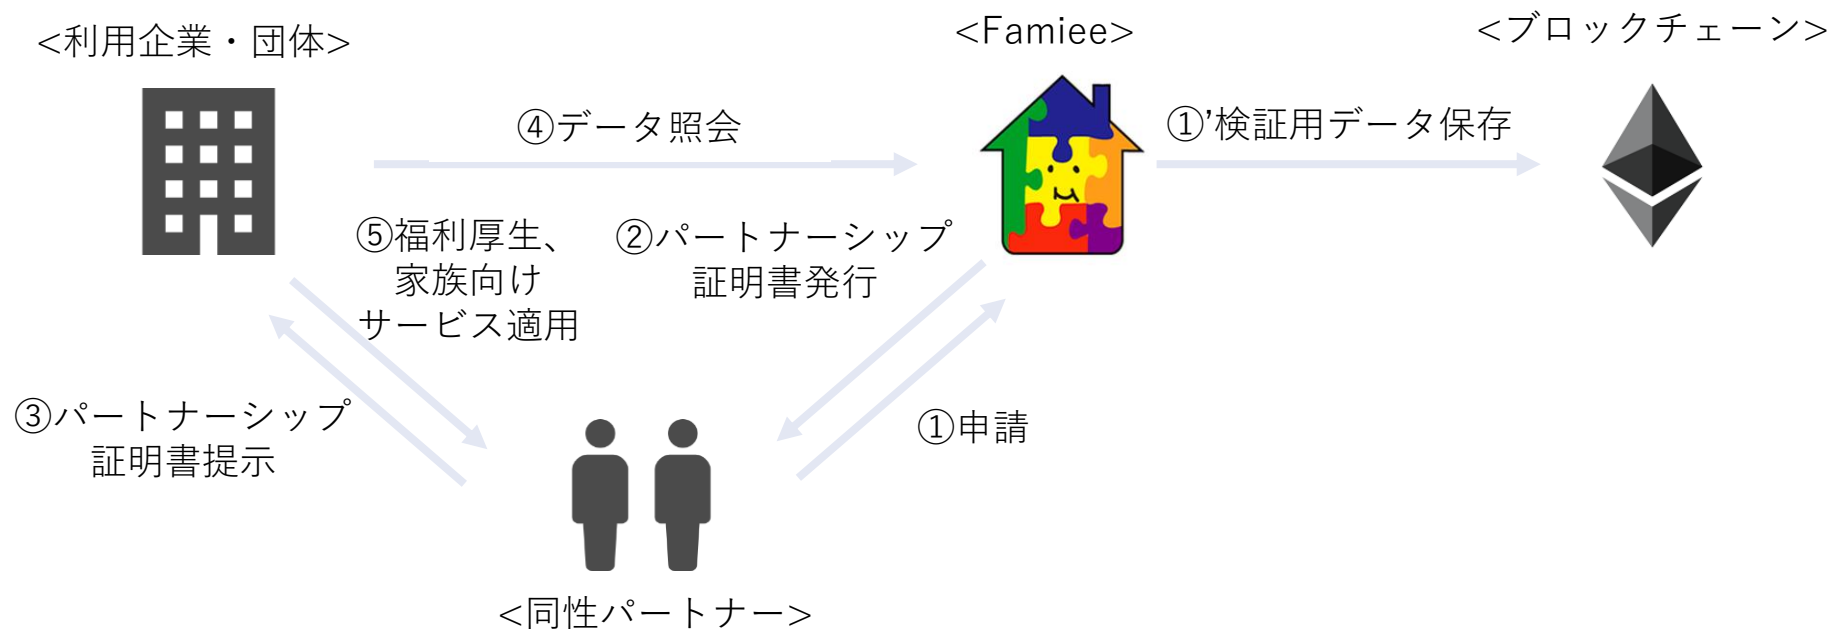 <利用企業・団体>
<Famiee>
<ブロックチェーン>
④データ照会
①’検証用データ保存
⑤福利厚生、
家族向け
サービス適用
②パートナーシップ
証明書発行
③パートナーシップ
証明書提示
①申請
<同性パートナー>